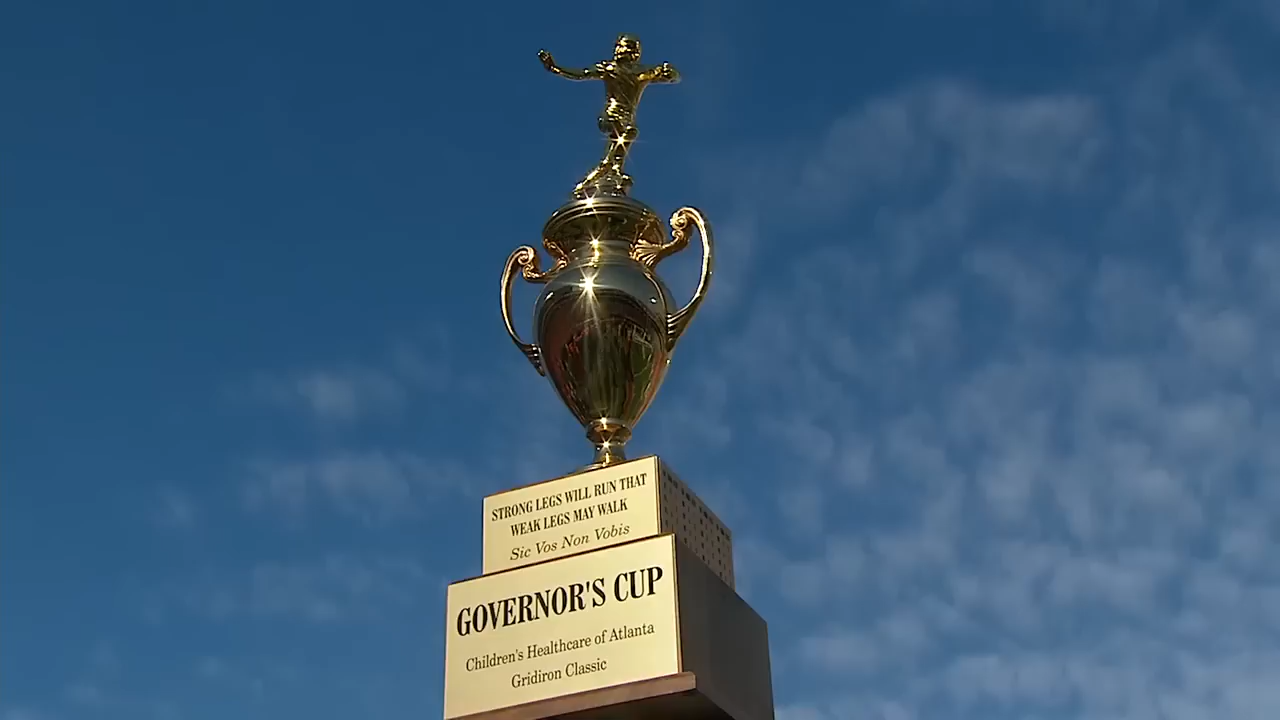 STRONG LEGS WILL RUN THAT
WEAK LEGS MAY WALK
Sic Vos Non Vobis
GOVERNOR'S CUP
Children's Healthcare of Atlanta
Gridiron Classic